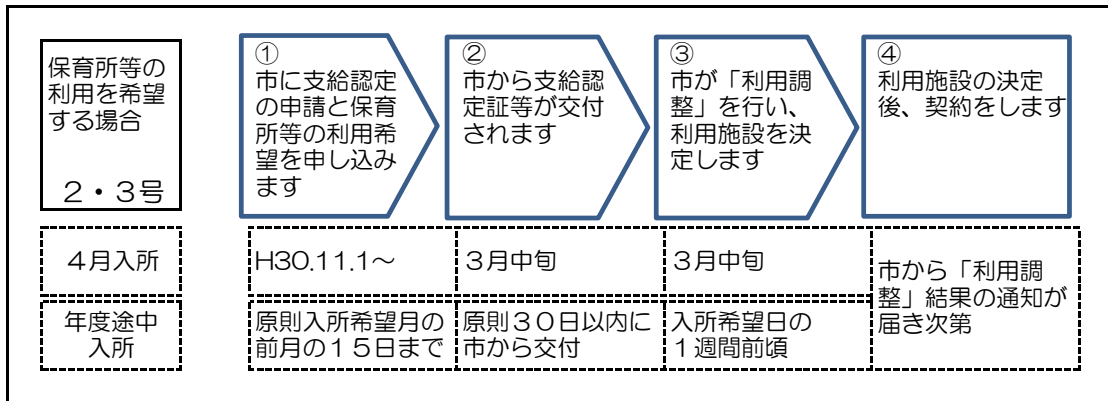 保育所等の
利用を希望
する場合
２・３号
①
市に支給認定
の申請と保育
所等の利用希
望を申し込み
ます
②
市から支給認
定証等が交付
されます
③
市が「利用調
整」を行い、
利用施設を決
定します
④
利用施設の決定
後、契約をします
４月入所
H30.11.1～
３月中旬
３月中旬
市から「利用調
整」結果の通知が
届き次第
年度途中
入所
原則入所希望月の
前月の１５日まで
原則３０日以内に
市から交付
入所希望日の
１週間前頃